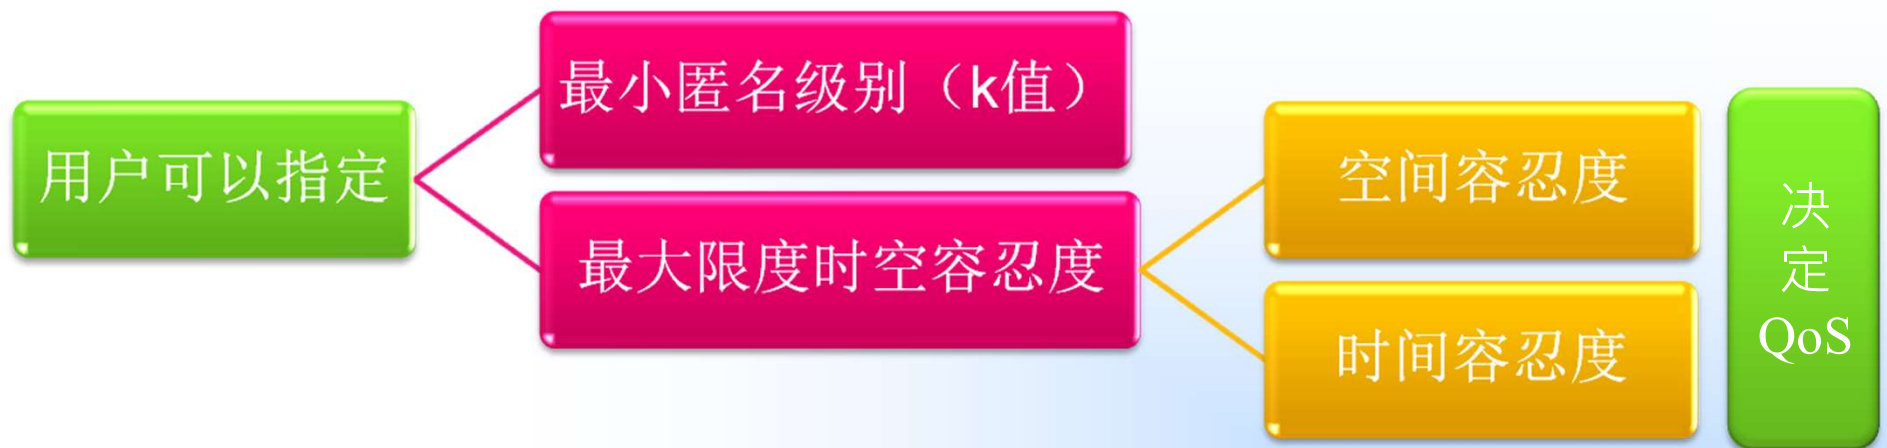 用户可以指定
最小匿名级别（k值）
最大限度时空容忍度
空间容忍度
时间容忍度
决
定
QoS